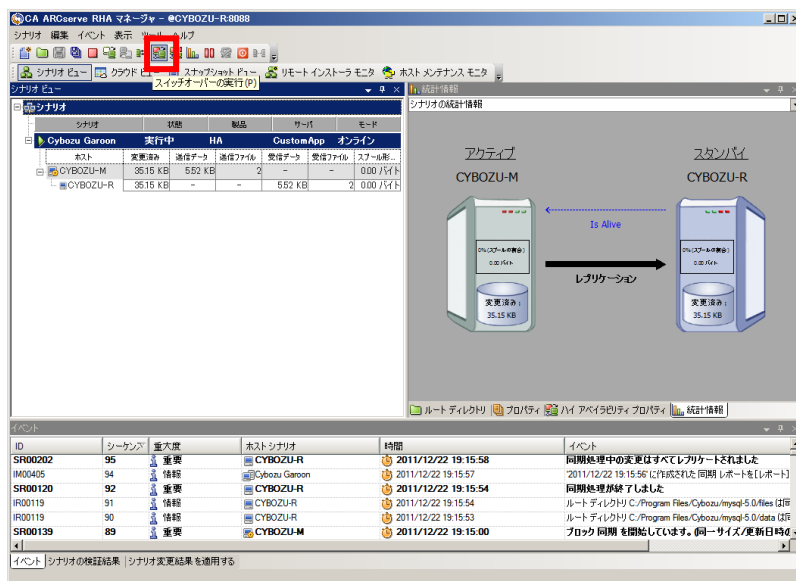 CA ARCserve RHA マネージャ - @CYBOZU-R:8088
シナリオ 編集 イベント 表示 ツール ヘルプ
シナリオ ビュー クラウド ビュー スナップショット ビュー リモート インストーラ モニタ ホスト メンテナンス モニタ
スイッチオーバーの実行(P)
シナリオ ビュー
シナリオ
シナリオ 状態 製品 サーバ モード
Cybozu Garoon 実行中 HA CustomApp オンライン
ホスト 変更済み 送信データ 送信ファイル 受信データ 受信ファイル スプール形...
CYBOZU-M 35.15 KB 5.52 KB 2 - - 0.00 バイト
CYBOZU-R 35.15 KB - - 5.52 KB 2 0.00 バイト
統計情報
シナリオの統計情報
アクティブ スタンバイ
CYBOZU-M CYBOZU-R
Is Alive
0%(スプールの割合) 0%(スプールの割合)
0.00 バイト 0.00 バイト
レプリケーション
変更済み: 変更済み:
35.15 KB 35.15 KB
ルート ディレクトリ プロパティ ハイ アベイラビリティ プロパティ 統計情報
イベント
ID シーケンス 重大度 ホスト/シナリオ 時間 イベント
SR00202 95 重要 CYBOZU-R 2011/12/22 19:15:58 同期処理中の変更はすべてレプリケートされました
IM00405 94 情報 Cybozu Garoon 2011/12/22 19:15:57 '2011/12/22 19:15:56' に作成された 同期 レポートを [レポート]
SR00120 92 重要 CYBOZU-R 2011/12/22 19:15:54 同期処理が終了しました
IR00119 91 情報 CYBOZU-R 2011/12/22 19:15:54 ルート ディレクトリ C:/Program Files/Cybozu/mysql-5.0/files は同
IR00119 90 情報 CYBOZU-R 2011/12/22 19:15:53 ルート ディレクトリ C:/Program Files/Cybozu/mysql-5.0/data は同
SR00139 89 重要 CYBOZU-M 2011/12/22 19:15:00 ブロック 同期 を開始しています。(同一サイズ/更新日時の
イベント シナリオの検証結果 シナリオ変更結果 を適用する